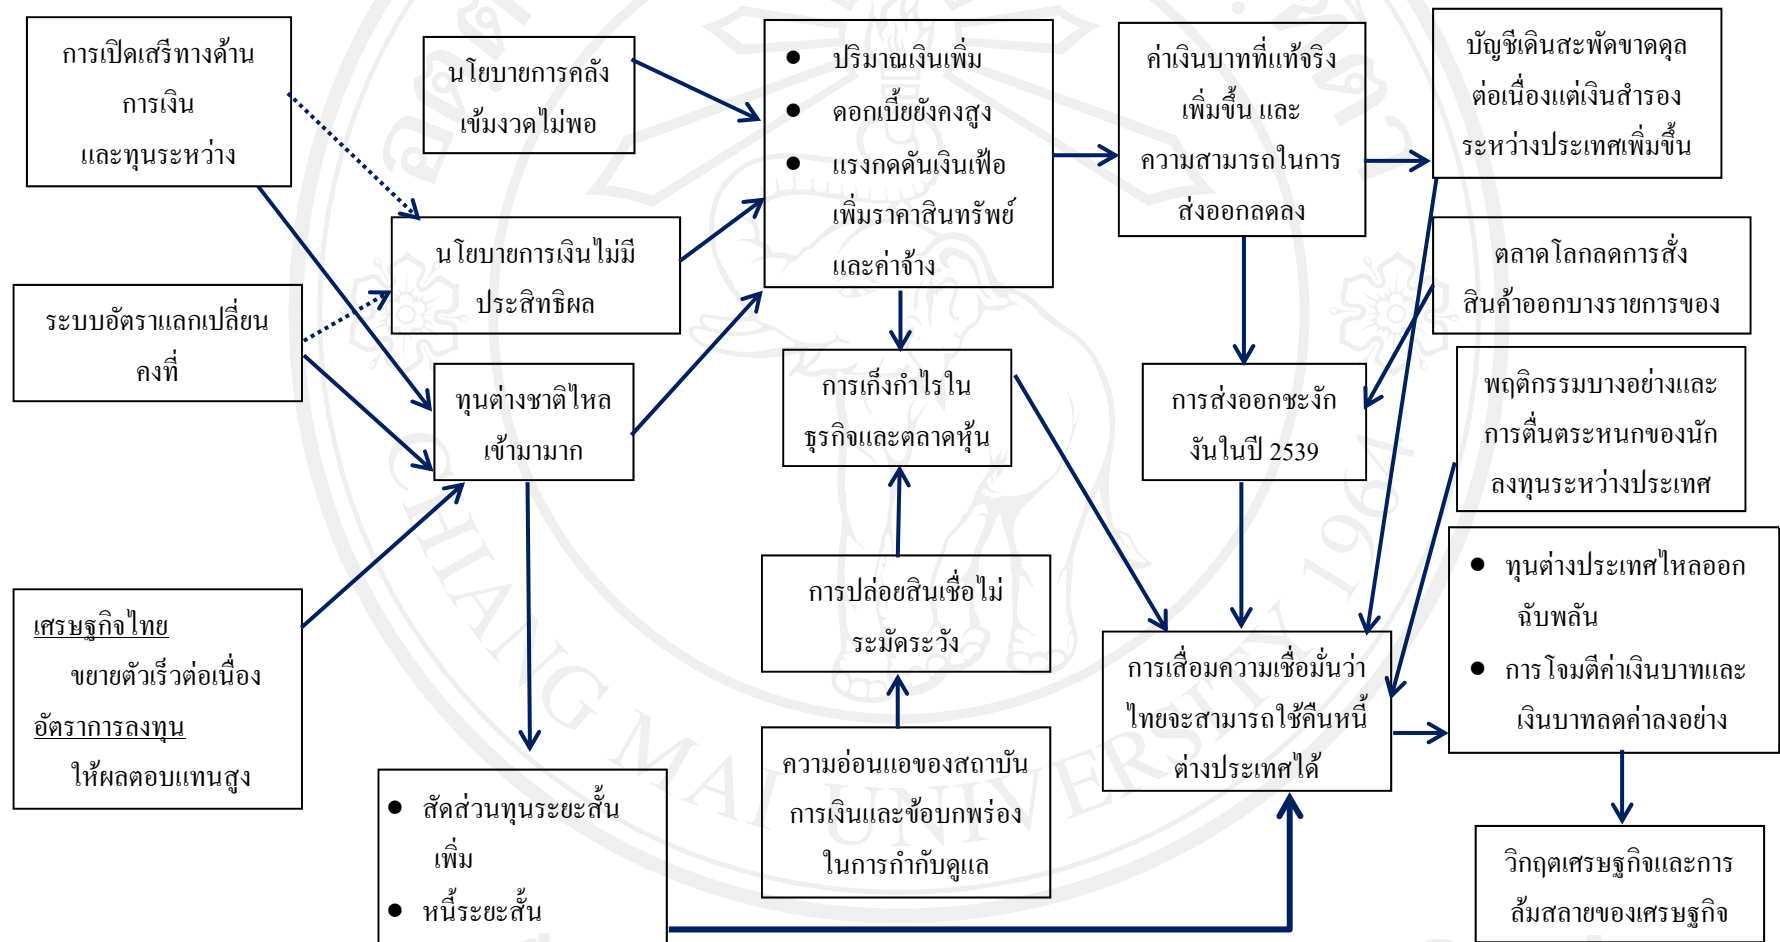 การเปิดเสรีทางด้าน
การเงิน
และทุนระหว่าง
นโยบายการคลัง
เข้มงวดไม่พอ
● ปริมาณเงินเพิ่ม
● ดอกเบี้ยยังคงสูง
● แรงกดดันเงินเฟ้อ
เพิ่มราคาสินทรัพย์
และค่าจ้าง
ค่าเงินบาทที่แท้จริง
เพิ่มขึ้น และ
ความสามารถในการ
ส่งออกลดลง
บัญชีเดินสะพัดขาดดุล
ต่อเนื่องแต่เงินสำรอง
ระหว่างประเทศเพิ่มขึ้น
นโยบายการเงินไม่มี
ประสิทธิผล
ตลาดโลกลดการสั่ง
สินค้าออกบางรายการของ
ระบบอัตราแลกเปลี่ยน
คงที่
ทุนต่างชาติไหล
เข้ามามาก
การเก็งกำไรใน
ธุรกิจและตลาดหุ้น
การส่งออกชะงัก
งันในปี 2539
พฤติกรรมบางอย่างและ
การตื่นตระหนกของนัก
ลงทุนระหว่างประเทศ
เศรษฐกิจไทย
ขยายตัวเร็วต่อเนื่อง
อัตราการลงทุน
ให้ผลตอบแทนสูง
การปล่อยสินเชื่อไม่
ระมัดระวัง
การเสื่อมความเชื่อมั่นว่า
ไทยจะสามารถใช้คืนหนี้
ต่างประเทศได้
● ทุนต่างประเทศไหลออก
ฉับพลัน
● การโจมตีค่าเงินบาทและ
เงินบาทลดค่าลงอย่าง
● สัดส่วนทุนระยะสั้น
เพิ่ม
● หนี้ระยะสั้น
ความอ่อนแอของสถาบัน
การเงินและข้อบกพร่อง
ในการกำกับดูแล
วิกฤตเศรษฐกิจและการ
ล้มสลายของเศรษฐกิจ
CHIANG MAI UNIVERSITY 1964